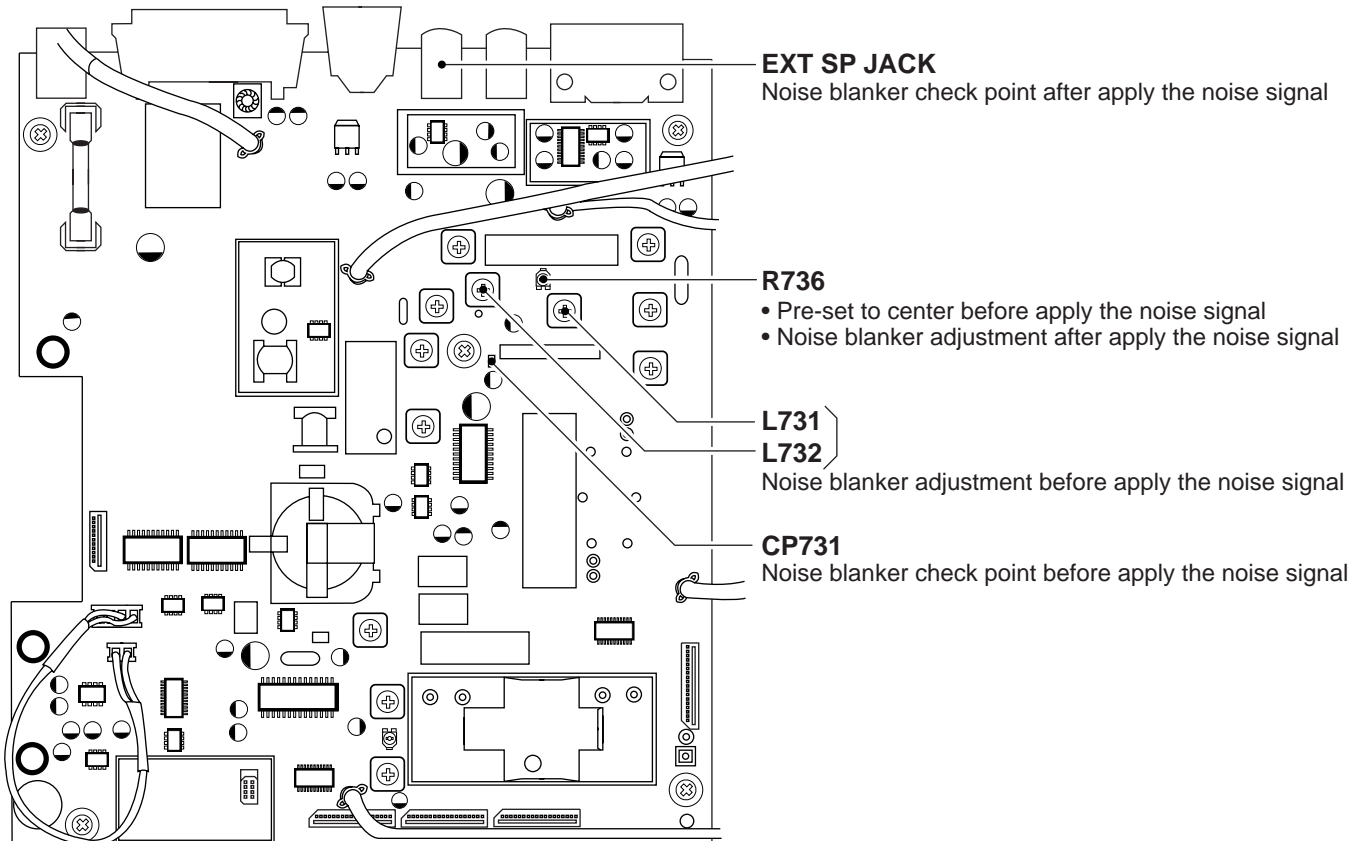 EXT SP JACK
Noise blanker check point after apply the noise signal
R736
• Pre-set to center before apply the noise signal
• Noise blanker adjustment after apply the noise signal
L731
L732
Noise blanker adjustment before apply the noise signal
CP731
Noise blanker check point before apply the noise signal